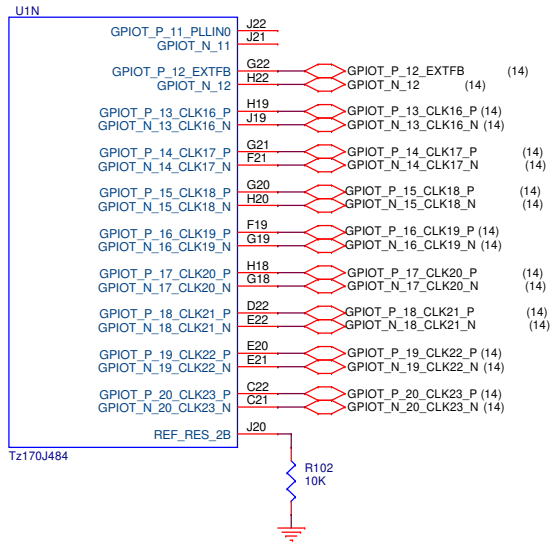 U1N
GPIOT_P_11_PLLIN0 J22
GPIOT_N_11 J21
GPIOT_P_12_EXTFB G22 GPIOT_P_12_EXTFB (14)
GPIOT_N_12 H22 GPIOT_N_12 (14)
GPIOT_P_13_CLK16_P H19 GPIOT_P_13_CLK16_P (14)
GPIOT_N_13_CLK16_N J19 GPIOT_N_13_CLK16_N (14)
GPIOT_P_14_CLK17_P G21 GPIOT_P_14_CLK17_P (14)
GPIOT_N_14_CLK17_N F21 GPIOT_N_14_CLK17_N (14)
GPIOT_P_15_CLK18_P G20 GPIOT_P_15_CLK18_P (14)
GPIOT_N_15_CLK18_N H20 GPIOT_N_15_CLK18_N (14)
GPIOT_P_16_CLK19_P F19 GPIOT_P_16_CLK19_P (14)
GPIOT_N_16_CLK19_N G19 GPIOT_N_16_CLK19_N (14)
GPIOT_P_17_CLK20_P H18 GPIOT_P_17_CLK20_P (14)
GPIOT_N_17_CLK20_N G18 GPIOT_N_17_CLK20_N (14)
GPIOT_P_18_CLK21_P D22 GPIOT_P_18_CLK21_P (14)
GPIOT_N_18_CLK21_N E22 GPIOT_N_18_CLK21_N (14)
GPIOT_P_19_CLK22_P E20 GPIOT_P_19_CLK22_P (14)
GPIOT_N_19_CLK22_N E21 GPIOT_N_19_CLK22_N (14)
GPIOT_P_20_CLK23_P C22 GPIOT_P_20_CLK23_P (14)
GPIOT_N_20_CLK23_N C21 GPIOT_N_20_CLK23_N (14)
REF_RES_2B J20
Tz170J484
R102
10K